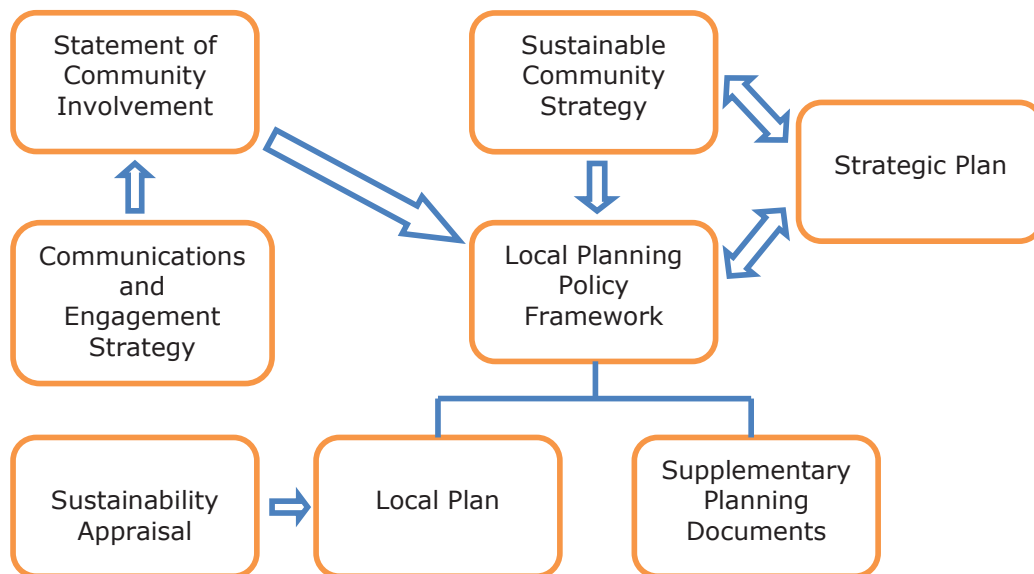 Statement of
Community
Involvement
Sustainable
Community
Strategy
Strategic Plan
Communications
and
Engagement
Strategy
Local Planning
Policy
Framework
Sustainability
Appraisal
Local Plan
Supplementary
Planning
Documents